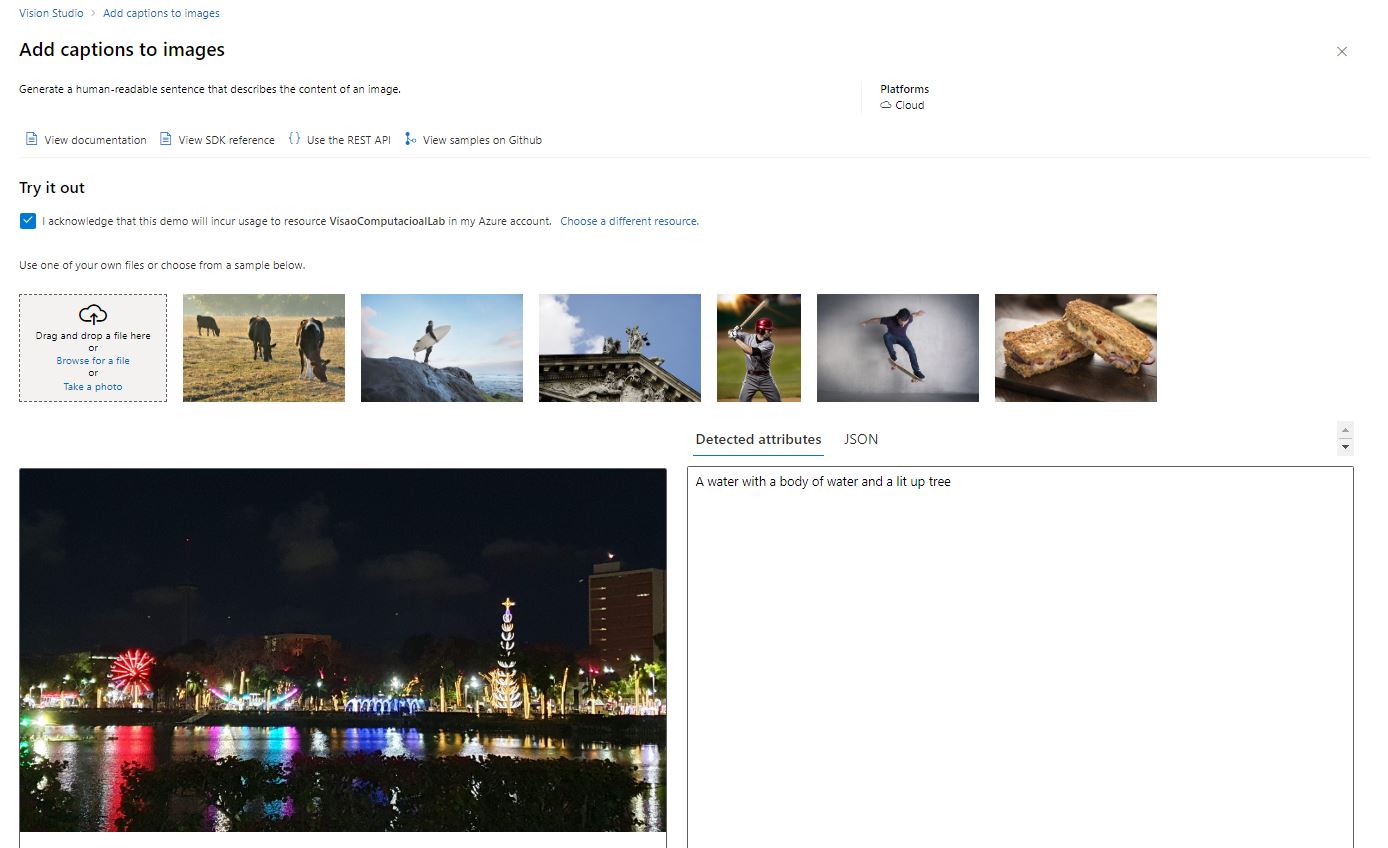 Vision Studio > Add captions to images
Add captions to images
Generate a human-readable sentence that describes the content of an image.
Platforms
Cloud
View documentation View SDK reference {} Use the REST API View samples on Github
Try it out
I acknowledge that this demo will incur usage to resource VisaoComputacioalLab in my Azure account. Choose a different resource.
Use one of your own files or choose from a sample below.
Drag and drop a file here
or
Browse for a file
or
Take a photo
Detected attributes JSON
A water with a body of water and a lit up tree